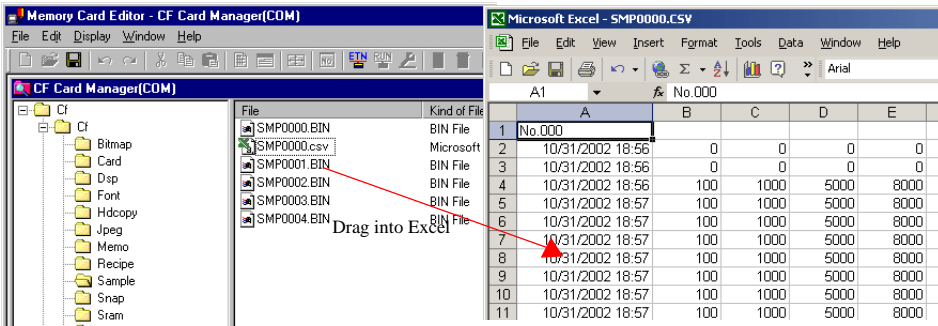 Memory Card Editor - CF Card Manager(COM)
File Edit Display Window Help
CF Card Manager(COM)
Cf
Cf
Bitmap
Card
Dsp
Font
Hdcopy
Jpeg
Memo
Recipe
Sample
Snap
Sram
File Kind of File
SMP0000.BIN BIN File
SMP0000.csv Microsoft
SMP0001.BIN BIN File
SMP0002.BIN BIN File
SMP0003.BIN BIN File
SMP0004.BIN BIN File
Drag into Excel
Microsoft Excel - SMP0000.CSV
File Edit View Insert Format Tools Data Window Help
Arial
A1 fx No.000
A B C D E
1 No.000
2 10/31/2002 18:56 0 0 0 0
3 10/31/2002 18:56 0 0 0 0
4 10/31/2002 18:56 100 1000 5000 8000
5 10/31/2002 18:57 100 1000 5000 8000
6 10/31/2002 18:57 100 1000 5000 8000
7 10/31/2002 18:57 100 1000 5000 8000
8 10/31/2002 18:57 100 1000 5000 8000
9 10/31/2002 18:57 100 1000 5000 8000
10 10/31/2002 18:57 100 1000 5000 8000
11 10/31/2002 18:57 100 1000 5000 8000